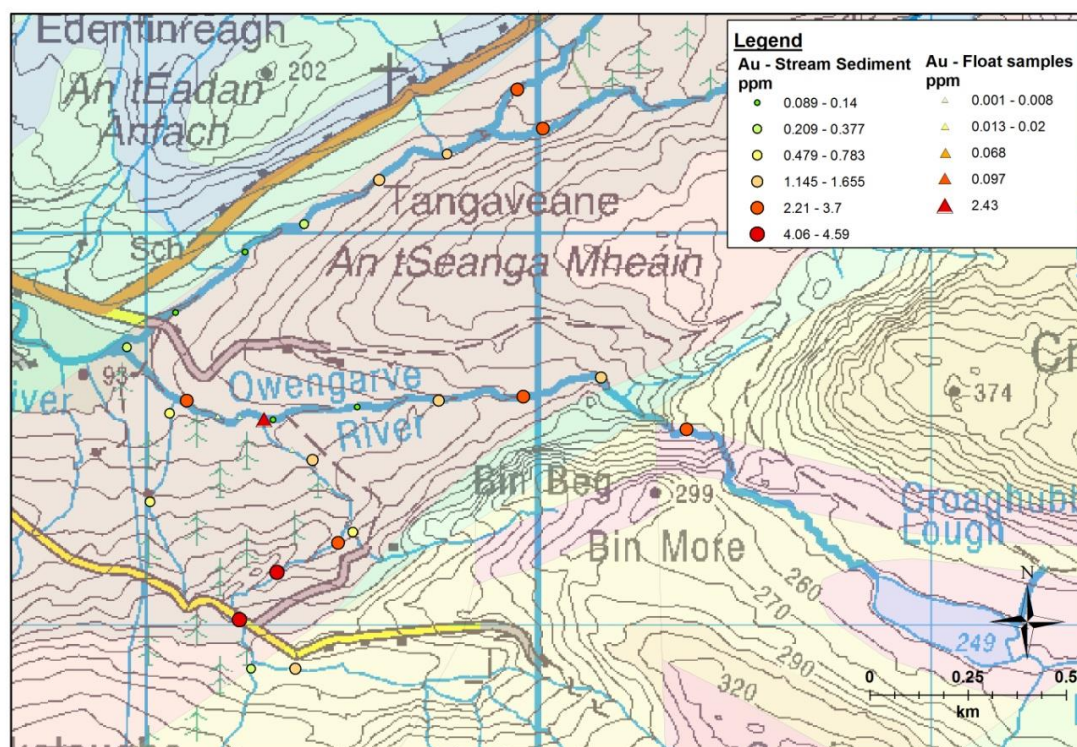 Edenfinreagh
202
An tÉadan
Anfach
Tangaveane
An tSeanga Mheáin
Sch
93
Owengarve
River
iver
Bin Beg
299
Bin More
374
Cr
Croaghubb
Lough
249
260
270
290
320
N
0 0.25 0.5
km
Legend
Au - Stream Sediment
ppm
0.089 - 0.14
0.209 - 0.377
0.479 - 0.783
1.145 - 1.655
2.21 - 3.7
4.06 - 4.59
Au - Float samples
ppm
0.001 - 0.008
0.013 - 0.02
0.068
0.097
2.43